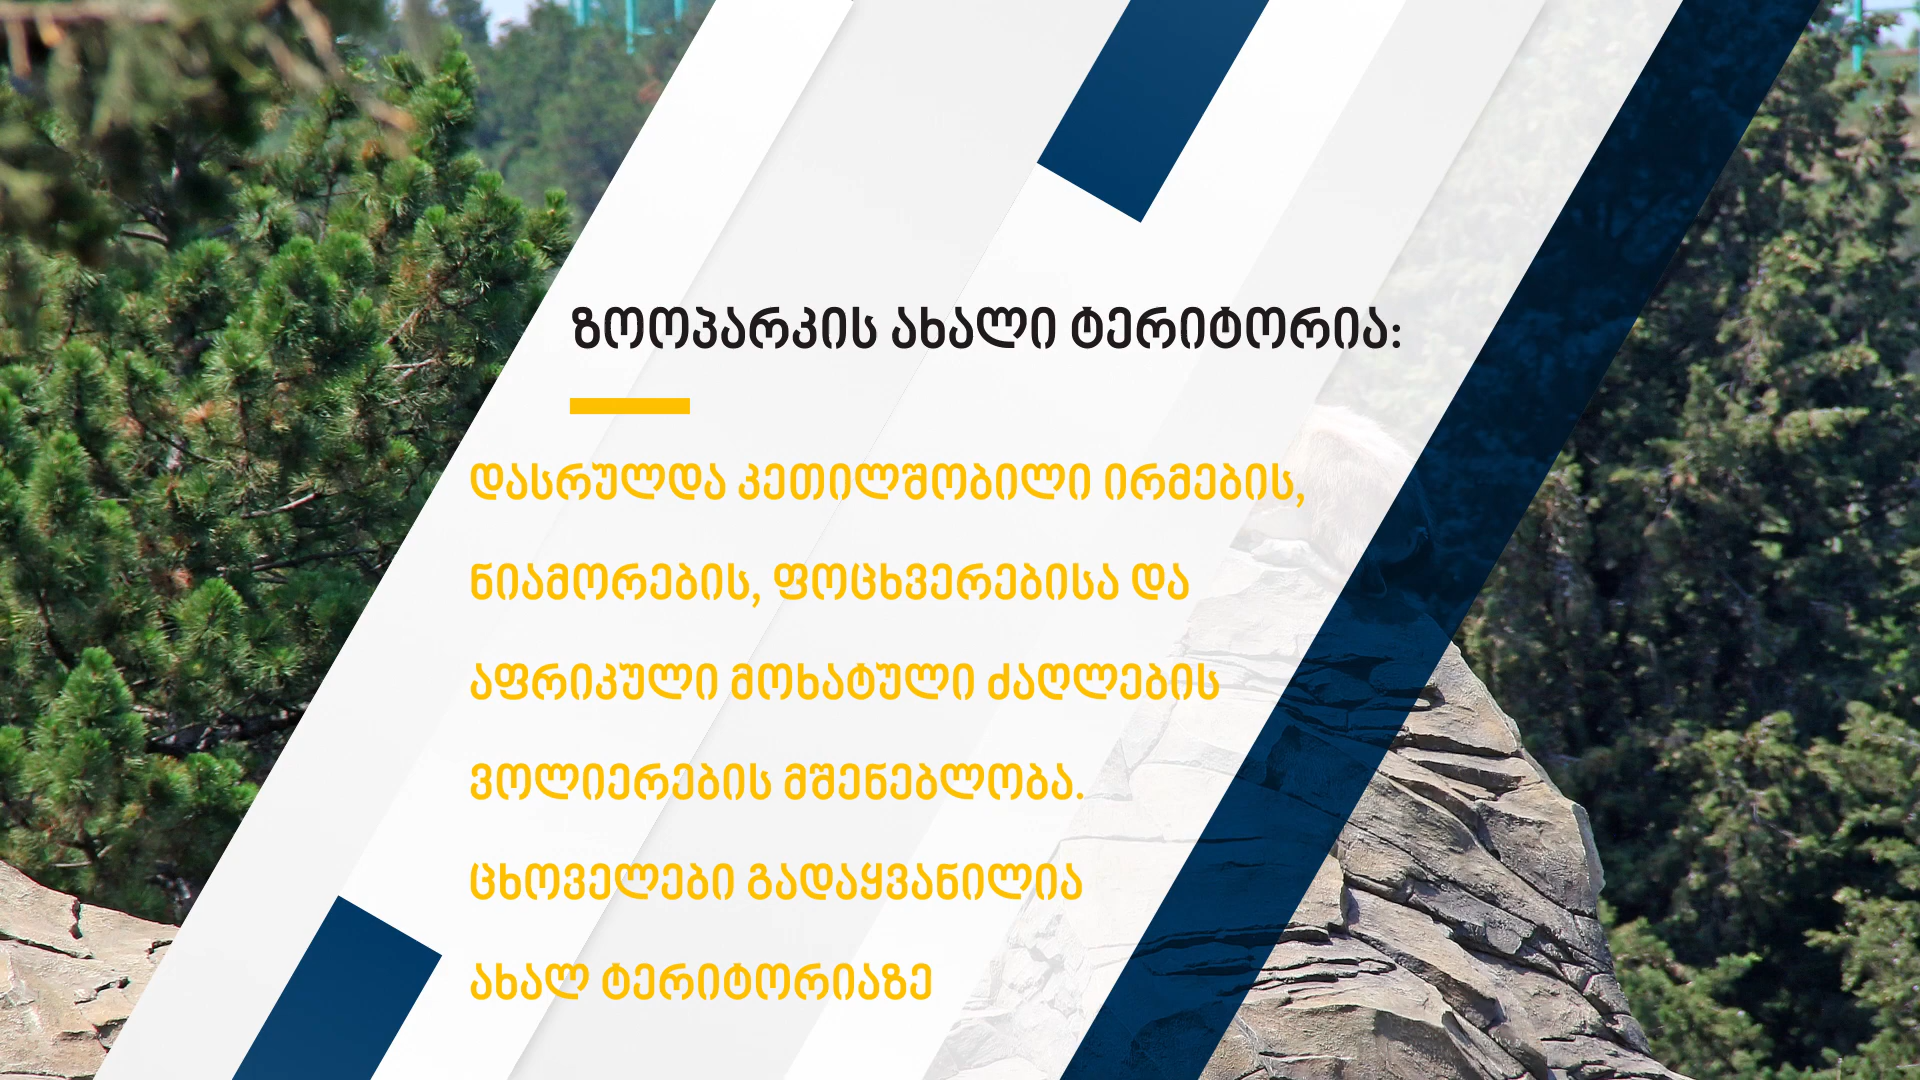 ზოოპარკის ახალი ტერიტორია:
დასრულდა კეთილშობილი ირმების,
ნიამორების, ფოცხვერებისა და
აფრიკული მოხატული ძაღლების
ვოლიერების მშენებლობა.
ცხოველები გადაყვანილია
ახალ ტერიტორიაზე